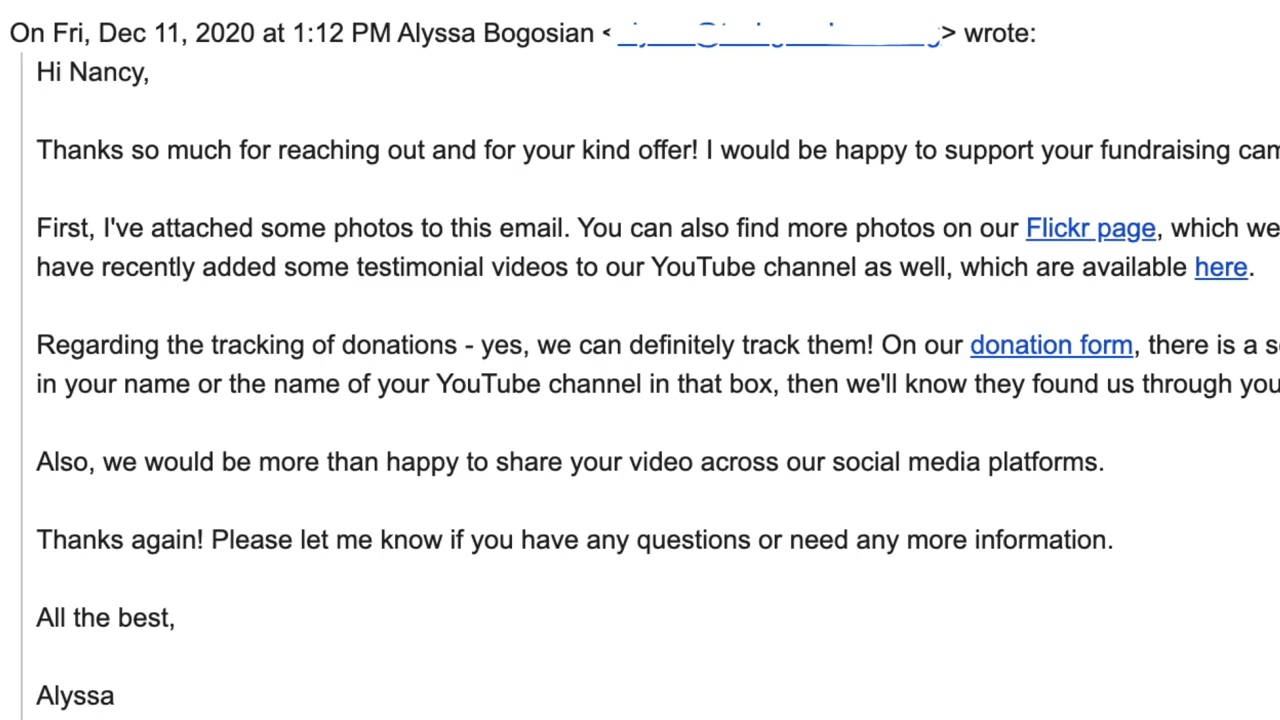 On Fri, Dec 11, 2020 at 1:12 PM Alyssa Bogosian < > wrote:
Hi Nancy,
Thanks so much for reaching out and for your kind offer! I would be happy to support your fundraising
First, I've attached some photos to this email. You can also find more photos on our Flickr page, which we
have recently added some testimonial videos to our YouTube channel as well, which are available here.
Regarding the tracking of donations - yes, we can definitely track them! On our donation form, there is a
in your name or the name of your YouTube channel in that box, then we'll know they found us through
Also, we would be more than happy to share your video across our social media platforms.
Thanks again! Please let me know if you have any questions or need any more information.
All the best,
Alyssa